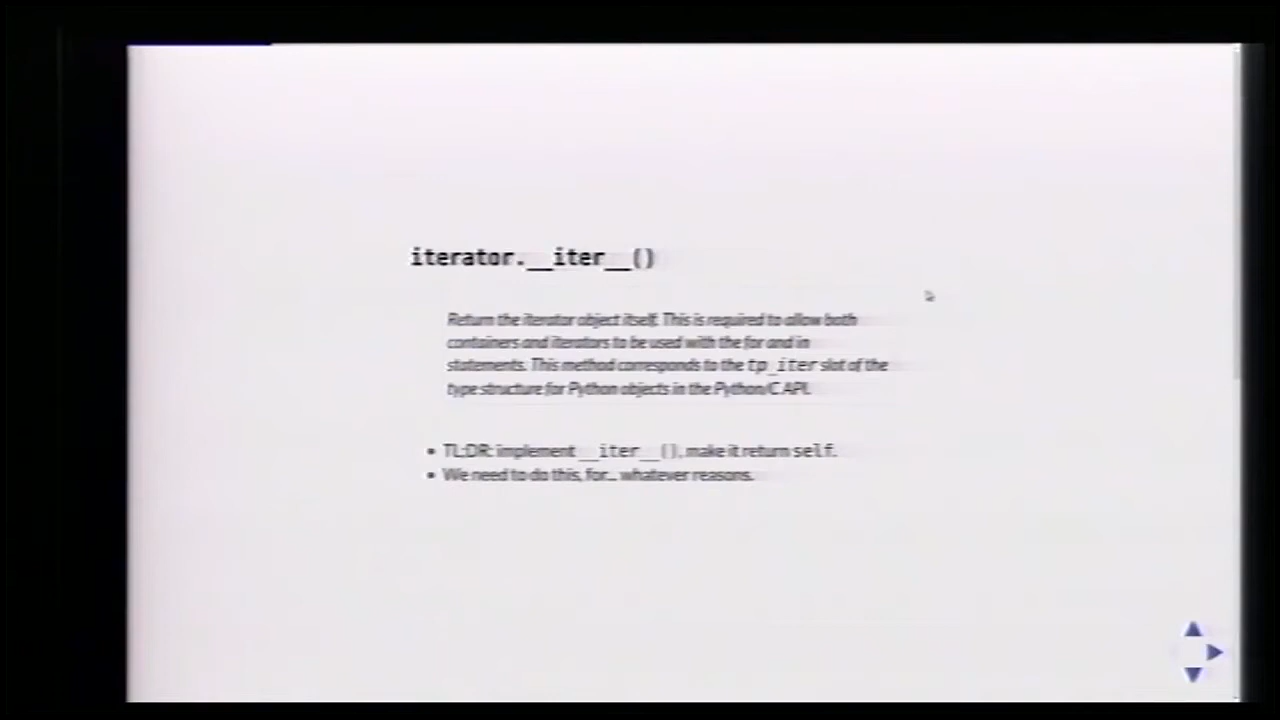 iterator.__iter__()
Return the iterator object itself. This is required to allow both
containers and iterators to be used with the for and in
statements. This method corresponds to the tp_iter slot of the
type structure for Python objects in the Python/C API.
• TL;DR: implement __iter__(), make it return self.
• We need to do this, for... whatever reasons.